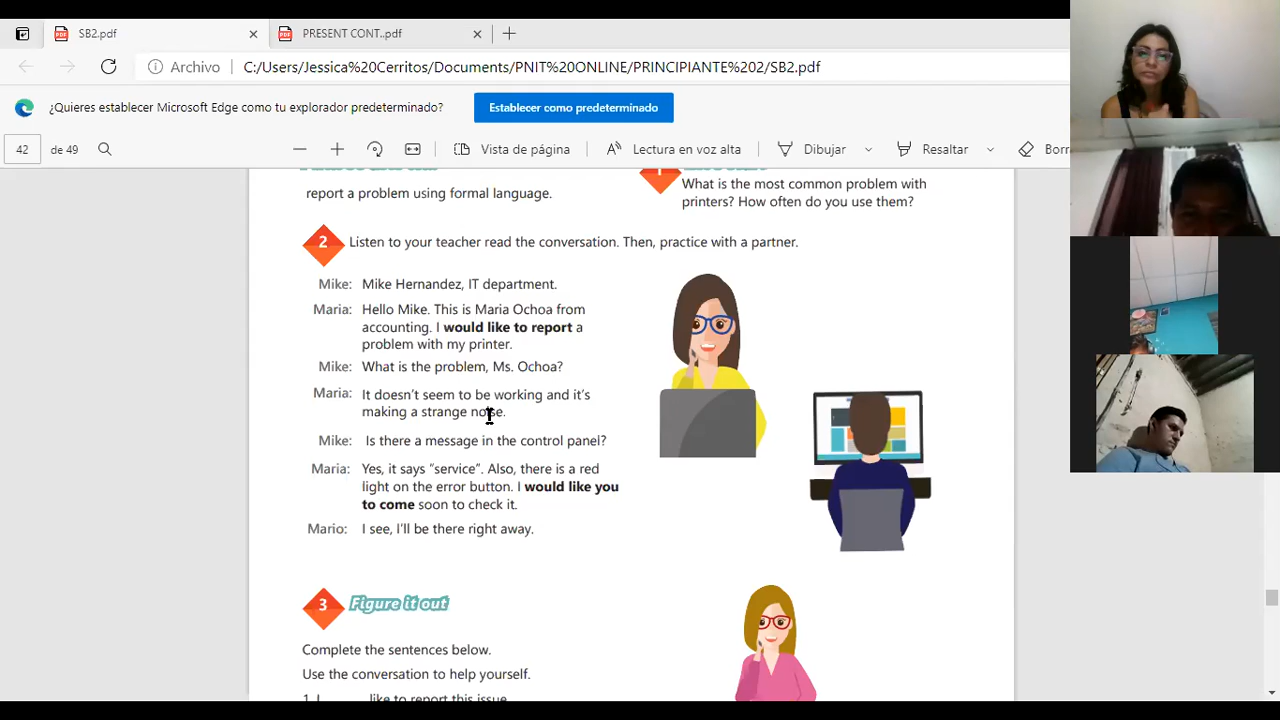 SB2.pdf
PRESENT CONT..pdf
Archivo
C:/Users/Jessica%20Cerritos/Documents/PNIT%20ONLINE/PRINCIPIANTE%202/SB2.pdf
¿Quieres establecer Microsoft Edge como tu explorador predeterminado?
Establecer como predeterminado
42 de 49
Vista de página
Lectura en voz alta
Dibujar
Resaltar
Borr
report a problem using formal language.
1
What is the most common problem with
printers? How often do you use them?
2 Listen to your teacher read the conversation. Then, practice with a partner.
Mike: Mike Hernandez, IT department.
Maria: Hello Mike. This is Maria Ochoa from
accounting. I would like to report a
problem with my printer.
Mike: What is the problem, Ms. Ochoa?
Maria: It doesn't seem to be working and it's
making a strange noise.
Mike: Is there a message in the control panel?
Maria: Yes, it says "service". Also, there is a red
light on the error button. I would like you
to come soon to check it.
Mario: I see, I'll be there right away.
3 Figure it out
Complete the sentences below.
Use the conversation to help yourself.
1. I like to report this issue